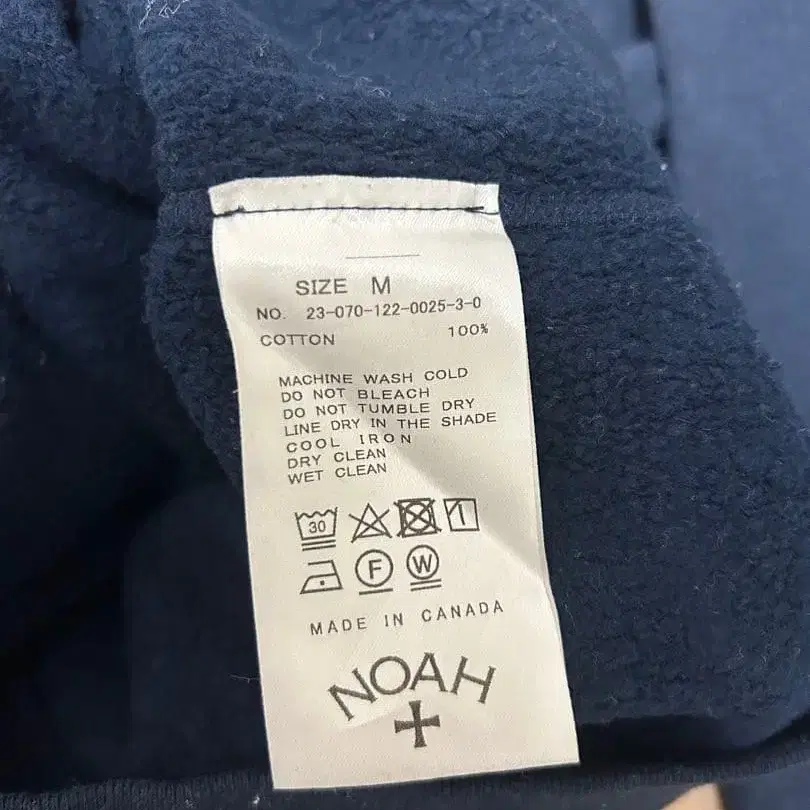 SIZE M
NO. 23-070-122-0025-3-0
COTTON 100%
MACHINE WASH COLD
DO NOT BLEACH
DO NOT TUMBLE DRY
LINE DRY IN THE SHADE
COOL IRON
DRY CLEAN
WET CLEAN
30
F W
MADE IN CANADA
NOAH